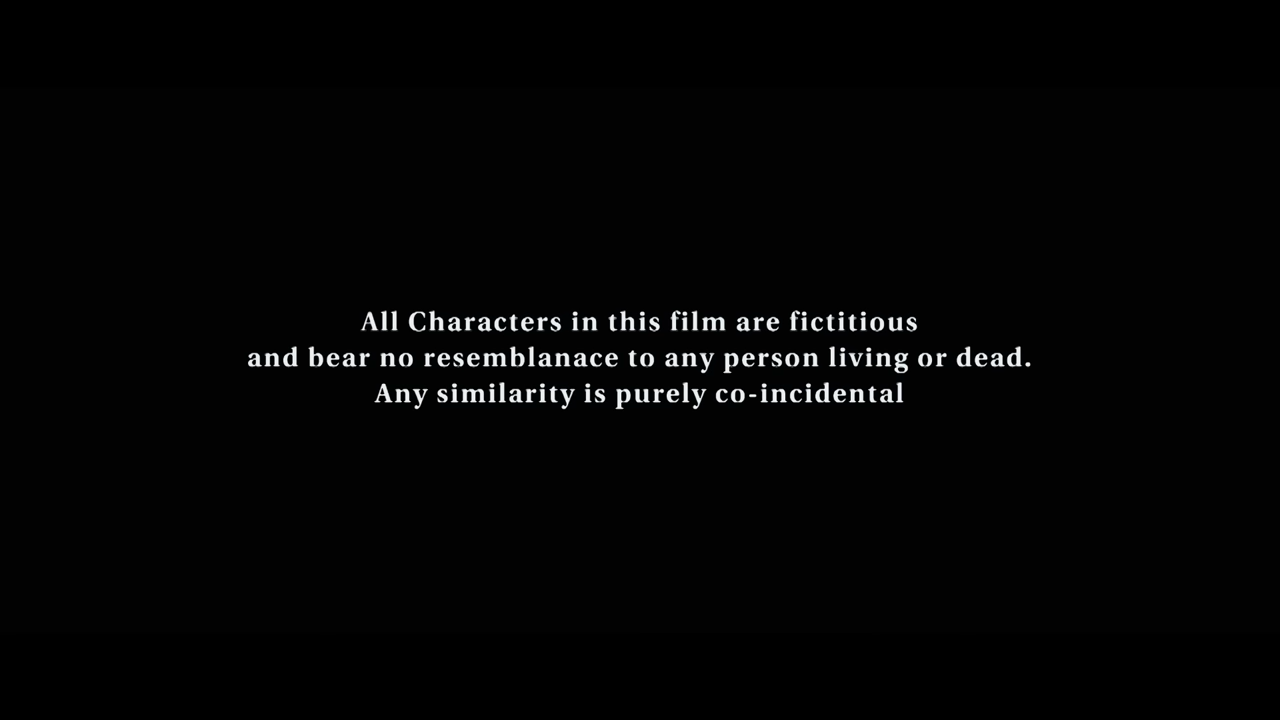 All Characters in this film are fictitious
and bear no resemblanace to any person living or dead.
Any similarity is purely co-incidental